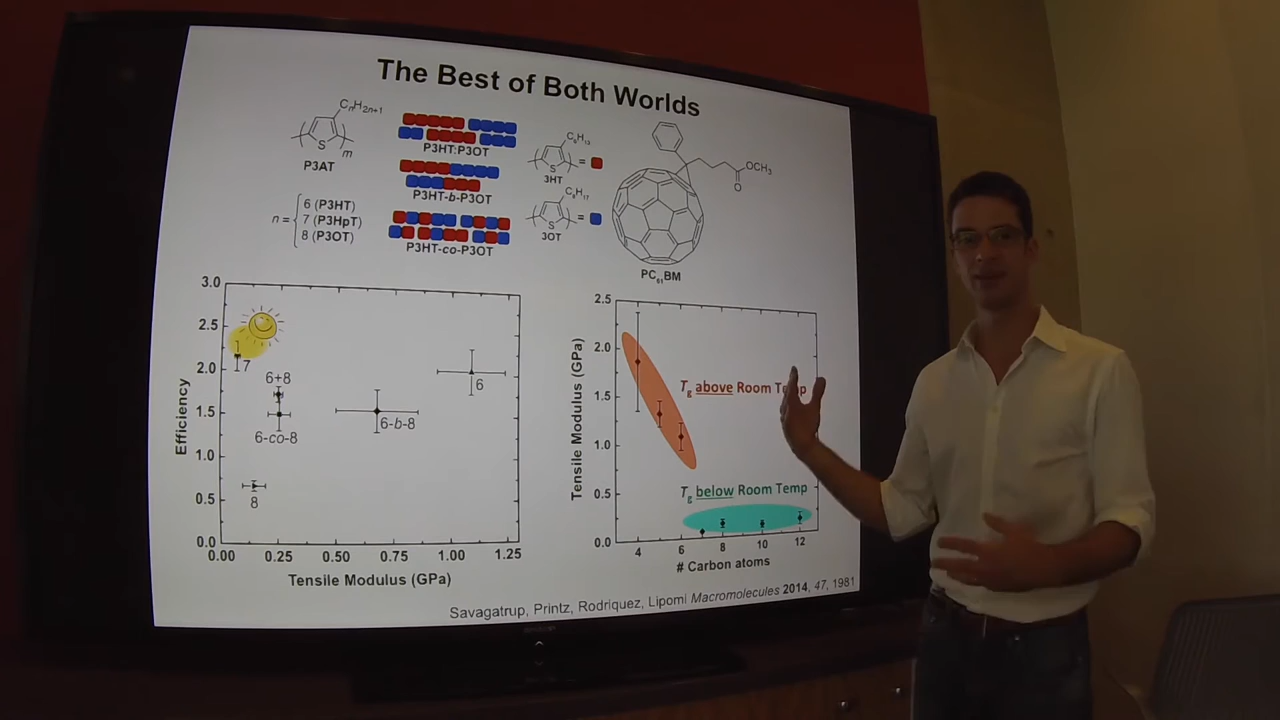 The Best of Both Worlds
CnH2n+1
S
m
P3AT
n =
6 (P3HT)
7 (P3HpT)
8 (P3OT)
P3HT:P3OT
P3HT-b-P3OT
P3HT-co-P3OT
C6H13
S
=
3HT
C8H17
S
=
3OT
OCH3
O
PC61BM
3.0
2.5
2.0
1.5
1.0
0.5
0.0
Efficiency
7
6+8
6-co-8
8
6-b-8
6
0.00 0.25 0.50 0.75 1.00 1.25
Tensile Modulus (GPa)
2.5
2.0
1.5
1.0
0.5
0.0
Tensile Modulus (GPa)
Tg above Room Temp
Tg below Room Temp
4 6 8 10 12
# Carbon atoms
Savagatrup, Printz, Rodriquez, Lipomi Macromolecules 2014, 47, 1981